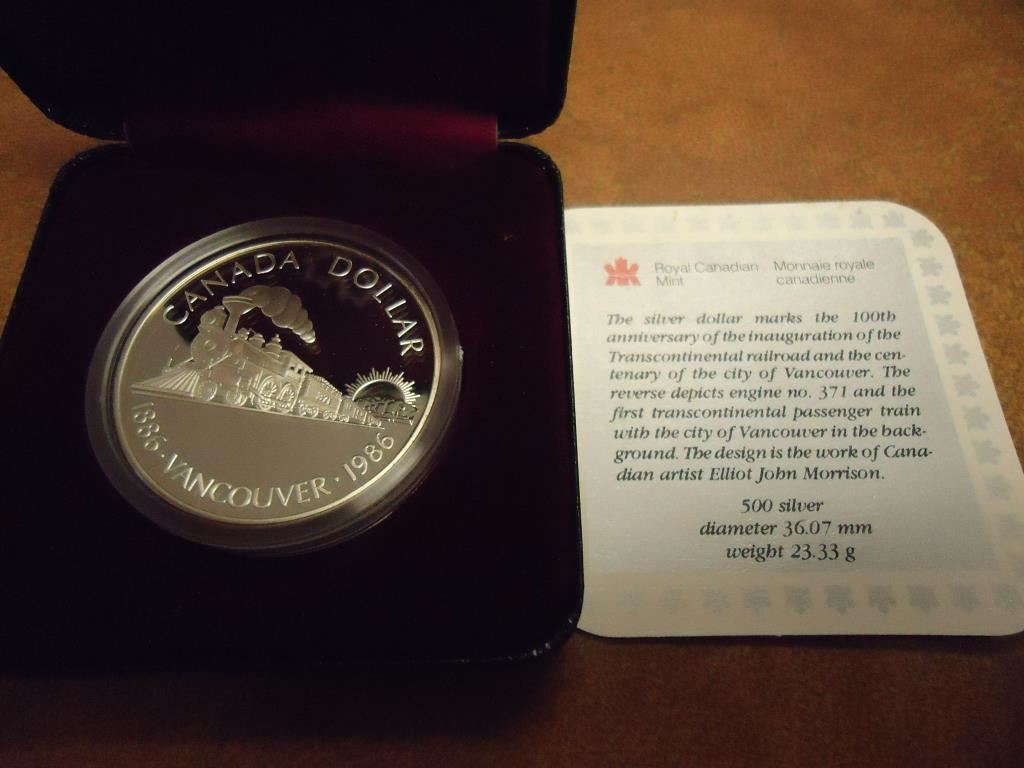 CANADA DOLLAR
1886 · VANCOUVER · 1986
Royal Canadian Mint
Monnaie royale canadienne
The silver dollar marks the 100th
anniversary of the inauguration of the
Transcontinental railroad and the cen-
tenary of the city of Vancouver. The
reverse depicts engine no. 371 and the
first transcontinental passenger train
with the city of Vancouver in the back-
ground. The design is the work of Cana-
dian artist Elliot John Morrison.
500 silver
diameter 36.07 mm
weight 23.33 g